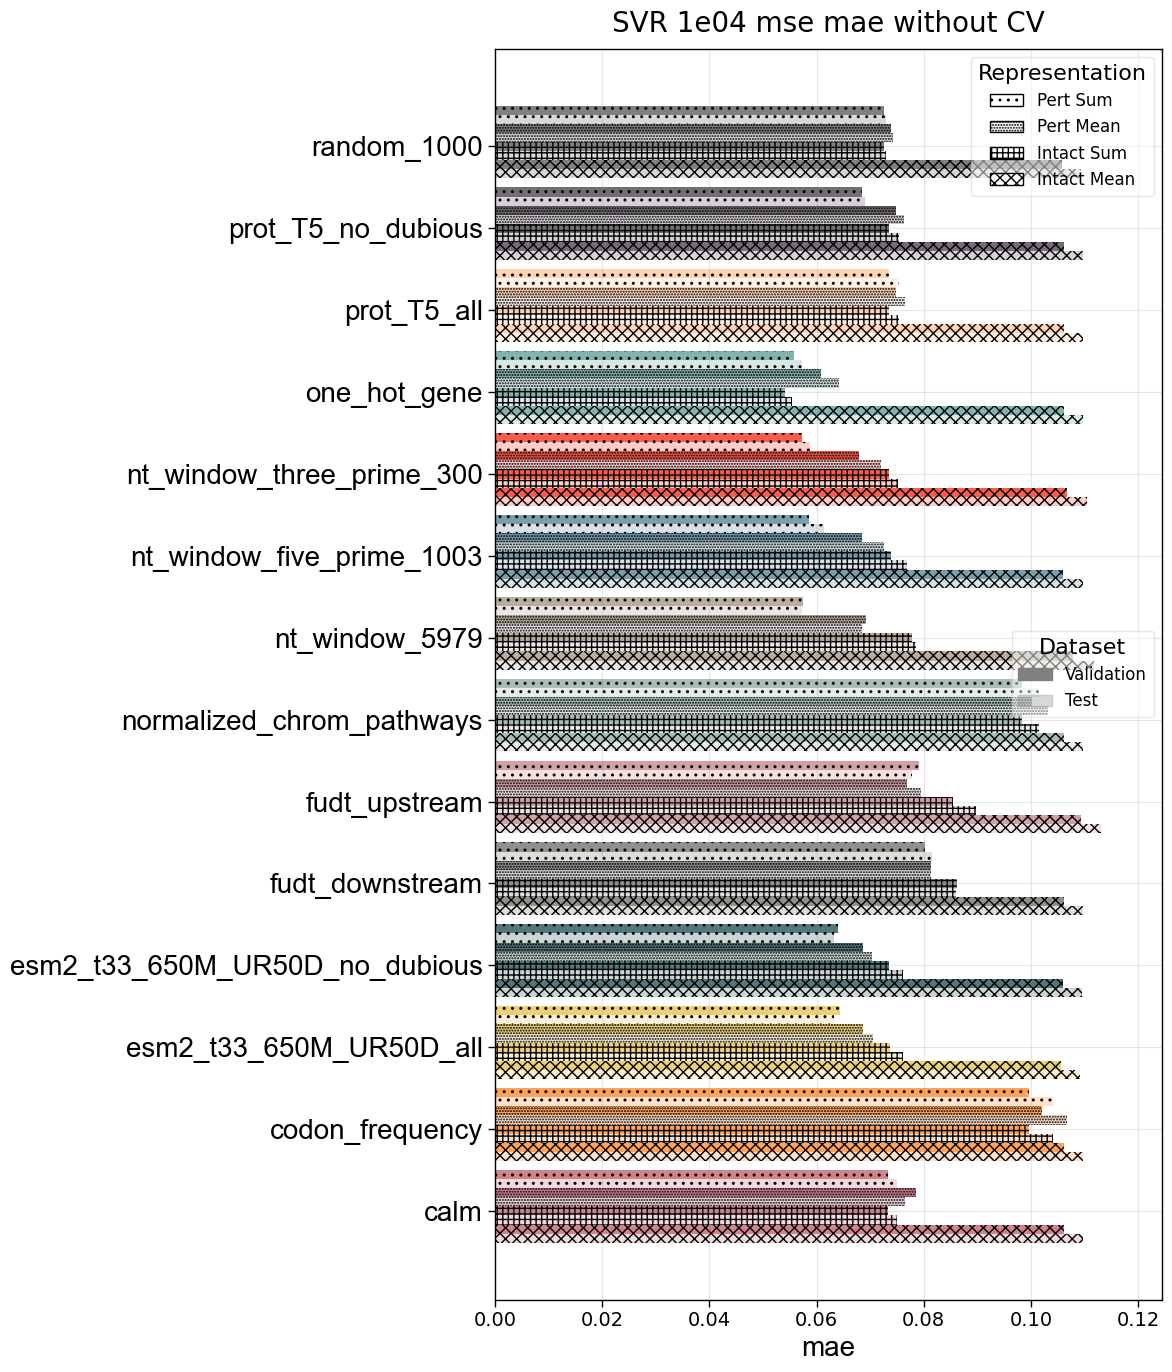 SVR 1e04 mse mae without CV
Representation
Pert Sum
Pert Mean
Intact Sum
Intact Mean
random_1000
prot_T5_no_dubious
prot_T5_all
one_hot_gene
nt_window_three_prime_300
nt_window_five_prime_1003
nt_window_5979
Dataset
Validation
Test
normalized_chrom_pathways
fudt_upstream
fudt_downstream
esm2_t33_650M_UR50D_no_dubious
esm2_t33_650M_UR50D_all
codon_frequency
calm
0.00 0.02 0.04 0.06 0.08 0.10 0.12
mae